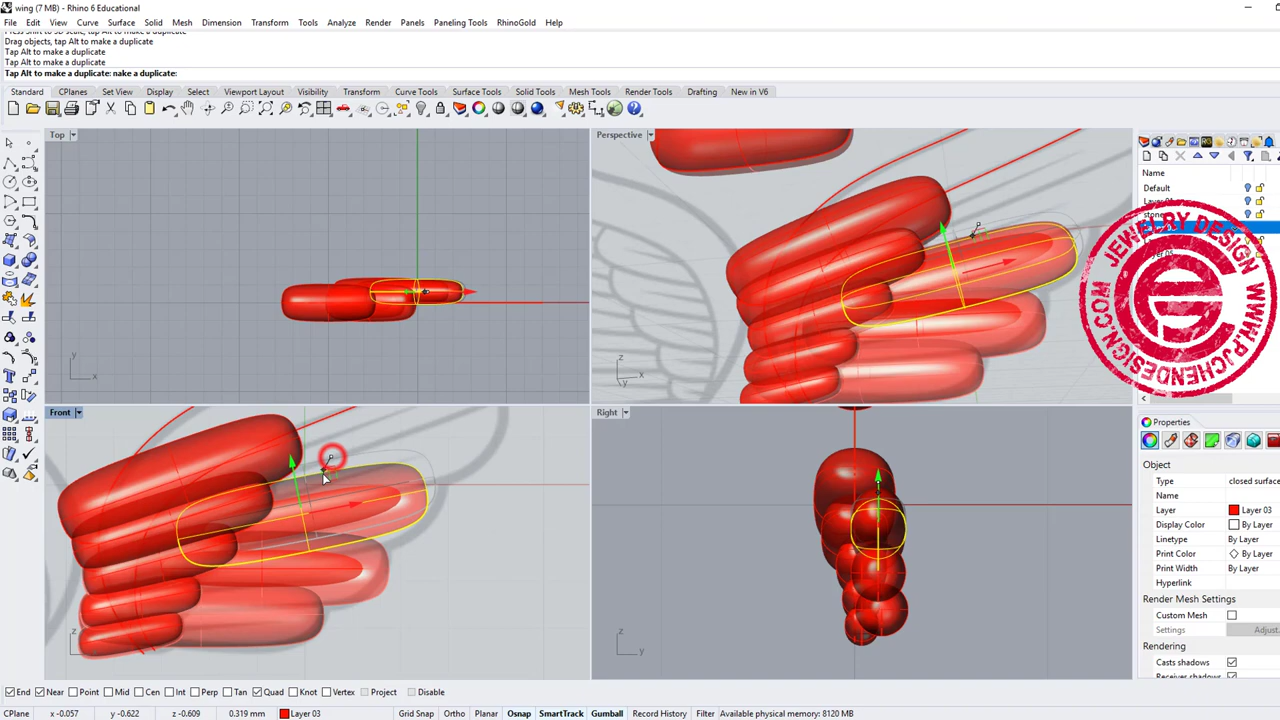 wing (7 MB) - Rhino 6 Educational
File Edit View Curve Surface Solid Mesh Dimension Transform Tools Analyze Render Panels Paneling Tools RhinoGold Help
Drag objects, tap Alt to make a duplicate
Tap Alt to make a duplicate
Tap Alt to make a duplicate
Tap Alt to make a duplicate: nake a duplicate:
Standard CPlanes Set View Display Select Viewport Layout Visibility Transform Curve Tools Surface Tools Solid Tools Mesh Tools Render Tools Drafting New in V6
Top
Perspective
Name
Default
JEWELRY DESIGN
WWW.PJCHENDESIGN.COM
y
x
z
x
y
Front
Right
Properties
Object
Type closed surface
Name
Layer Layer 03
Display Color By Layer
Linetype By Layer
Print Color By Layer
Print Width By Layer
Hyperlink
Render Mesh Settings
Custom Mesh
Settings Adjust
Rendering
Casts shadows
z
x
z
y
End Near Point Mid Cen Int Perp Tan Quad Knot Vertex Project Disable
CPlane x -0.057 y -0.622 z -0.609 0.319 mm Layer 03 Grid Snap Ortho Planar Osnap SmartTrack Gumball Record History Filter Available physical memory: 8120 MB